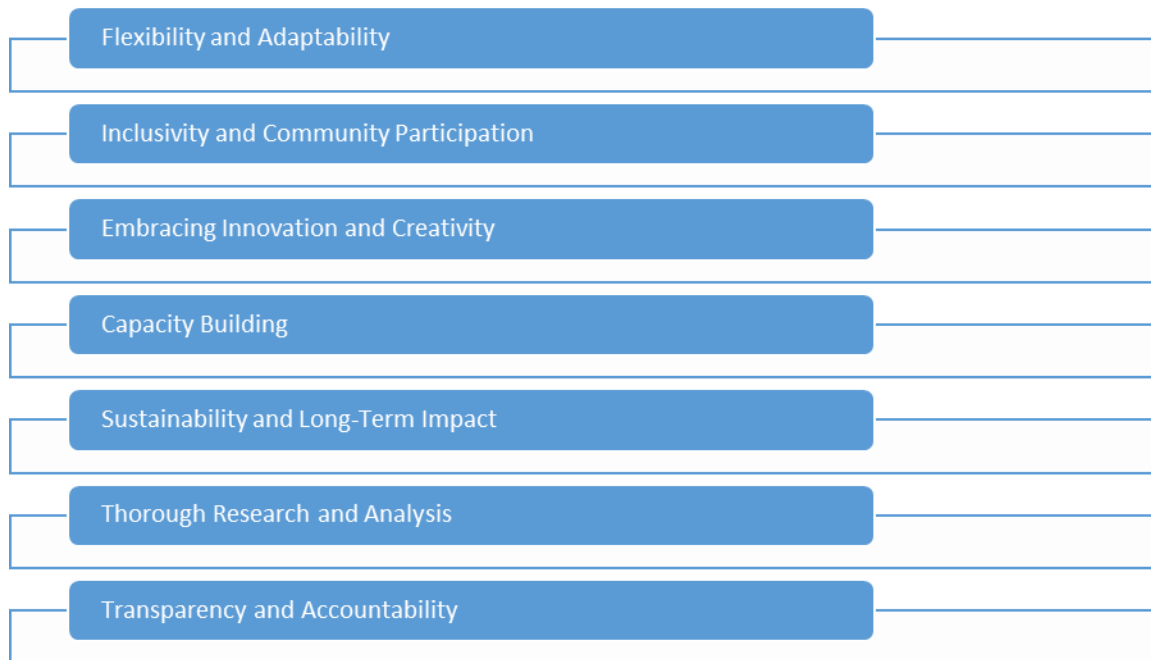 Flexibility and Adaptability
Inclusivity and Community Participation
Embracing Innovation and Creativity
Capacity Building
Sustainability and Long-Term Impact
Thorough Research and Analysis
Transparency and Accountability